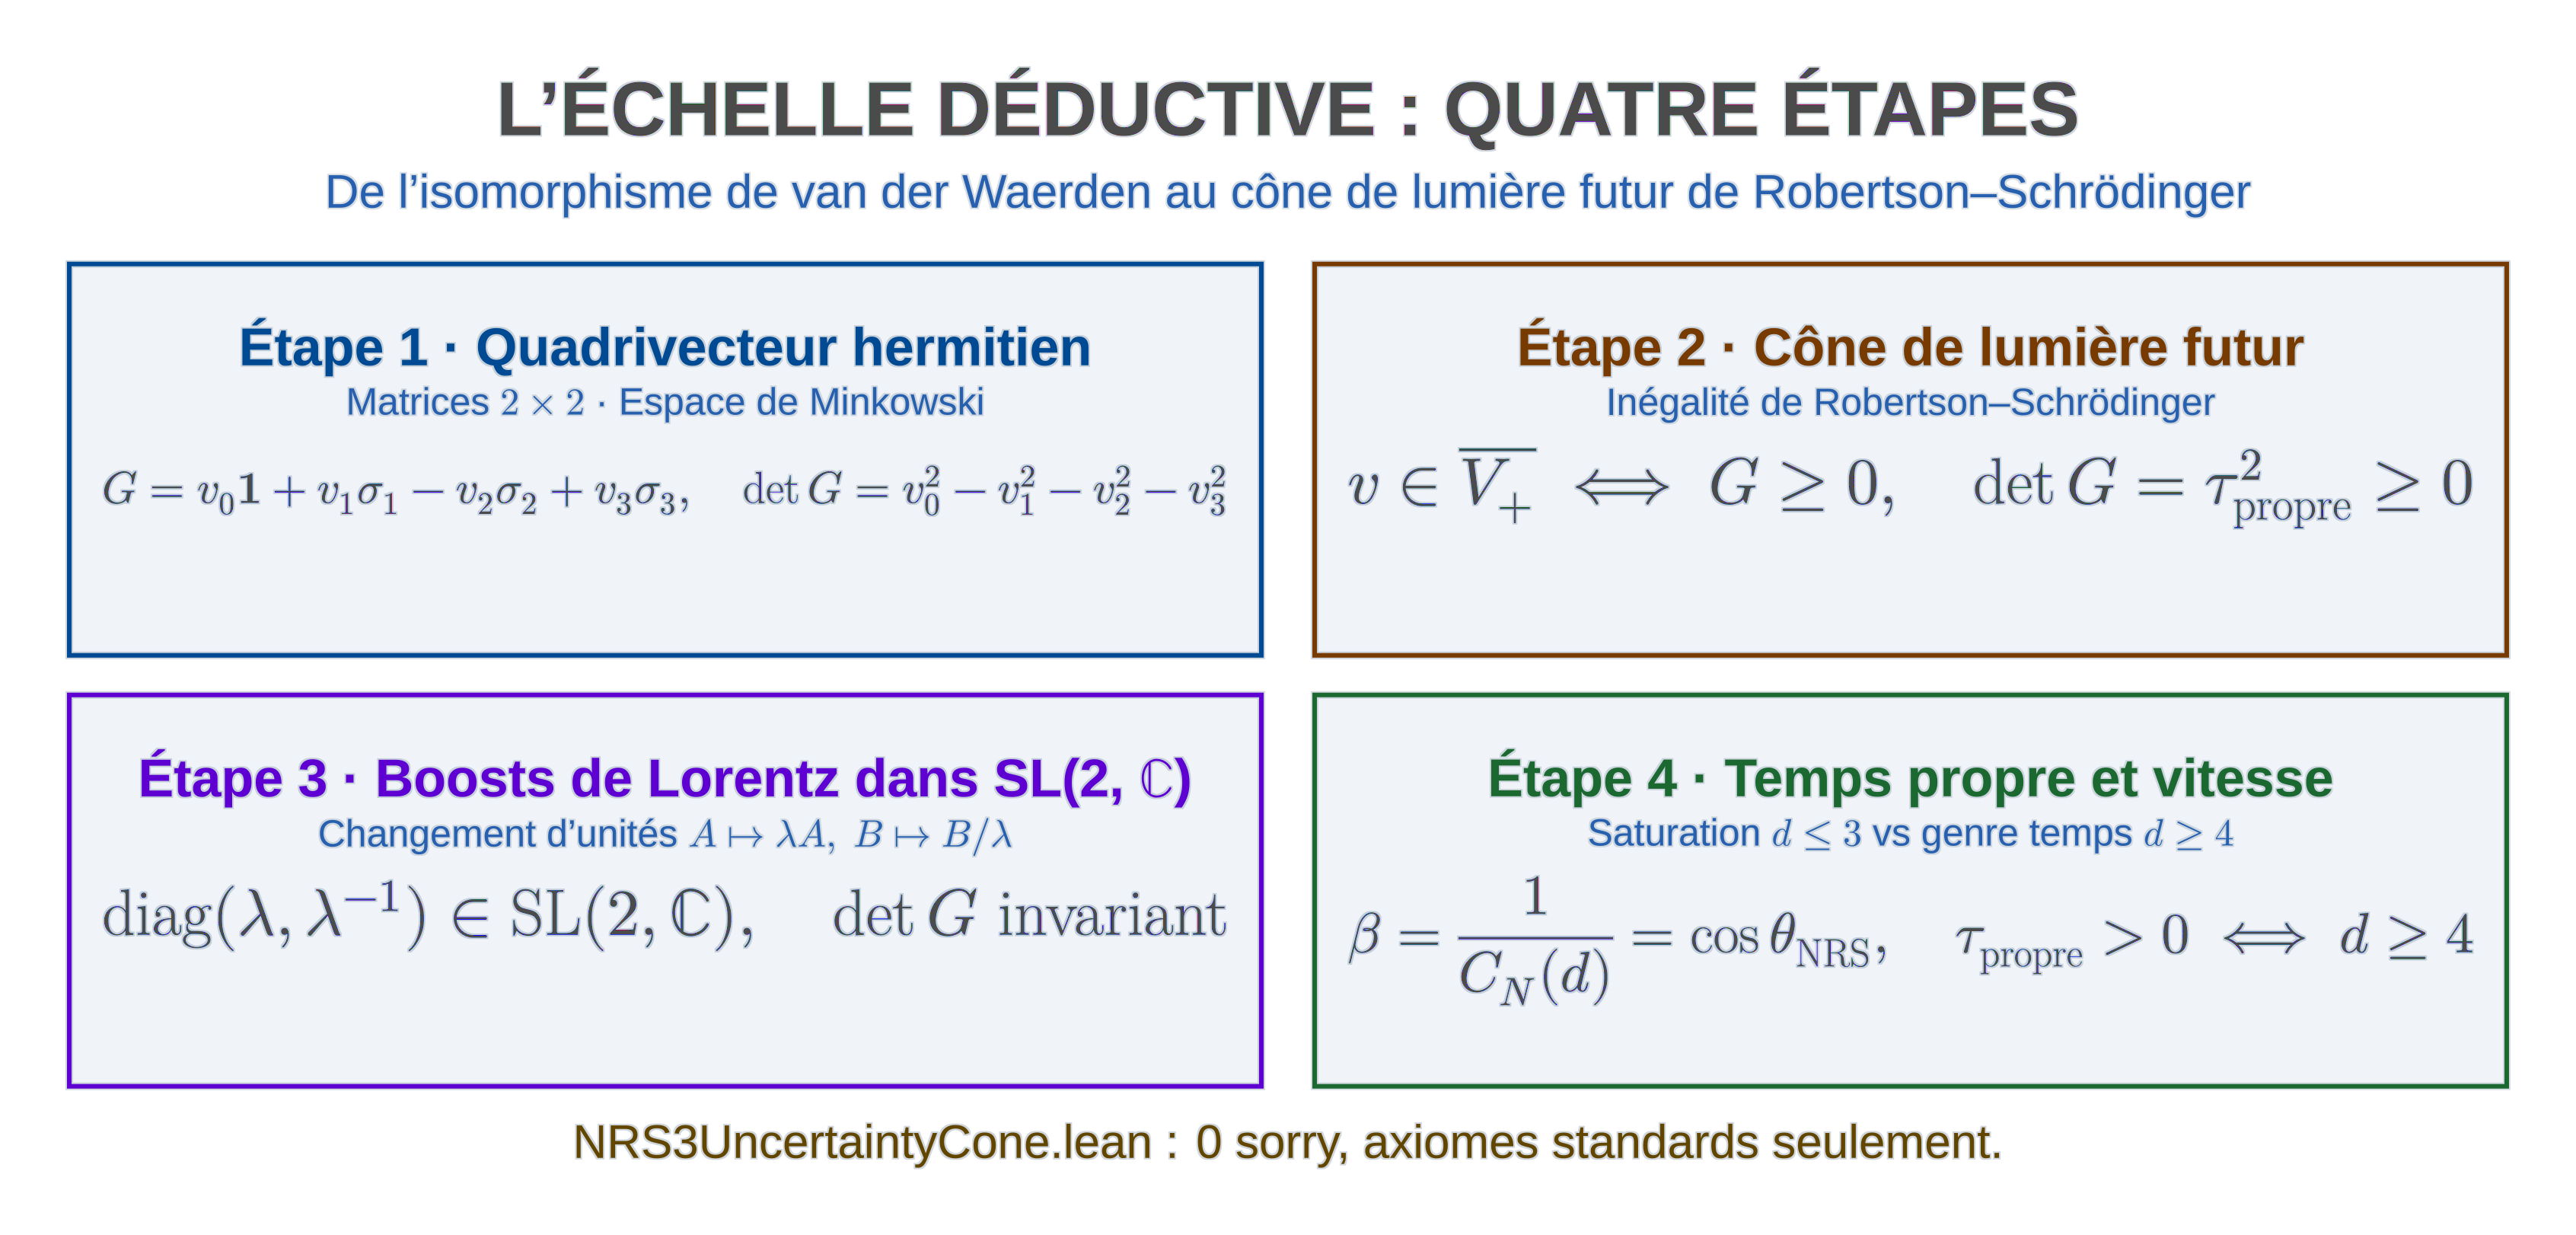 L’ÉCHELLE DÉDUCTIVE : QUATRE ÉTAPES
De l’isomorphisme de van der Waerden au cône de lumière futur de Robertson–Schrödinger
Étape 1 · Quadrivecteur hermitien
Matrices 2 × 2 · Espace de Minkowski
G = v₀𝟏 + v₁σ₁ − v₂σ₂ + v₃σ₃, det G = v₀² − v₁² − v₂² − v₃²
Étape 2 · Cône de lumière futur
Inégalité de Robertson–Schrödinger
v ∈ \overline{V}_+ ⟺ G ≥ 0, det G = τ²_propre ≥ 0
Étape 3 · Boosts de Lorentz dans SL(2, ℂ)
Changement d’unités A ↦ λA, B ↦ B/λ
diag(λ, λ⁻¹) ∈ SL(2, ℂ), det G invariant
Étape 4 · Temps propre et vitesse
Saturation d ≤ 3 vs genre temps d ≥ 4
β = 1/C_N(d) = cos θ_NRS, τ_propre > 0 ⟺ d ≥ 4
NRS3UncertaintyCone.lean : 0 sorry, axiomes standards seulement.